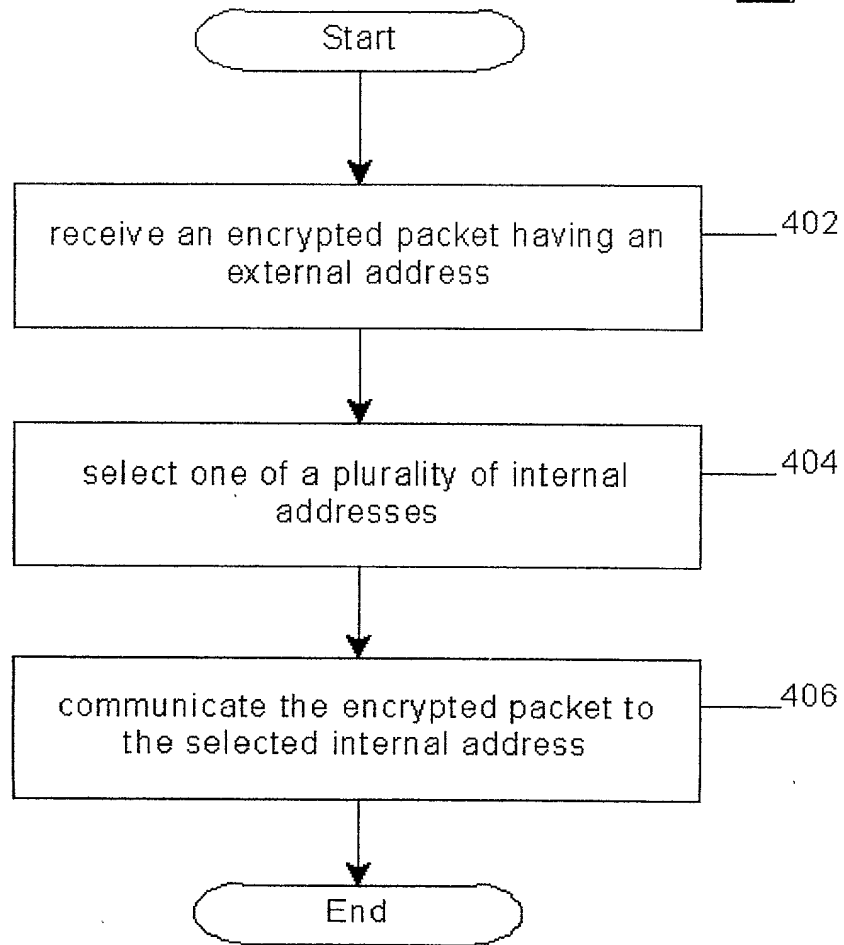 Start
receive an encrypted packet having an
external address
402
select one of a plurality of internal
addresses
404
communicate the encrypted packet to
the selected internal address
406
End